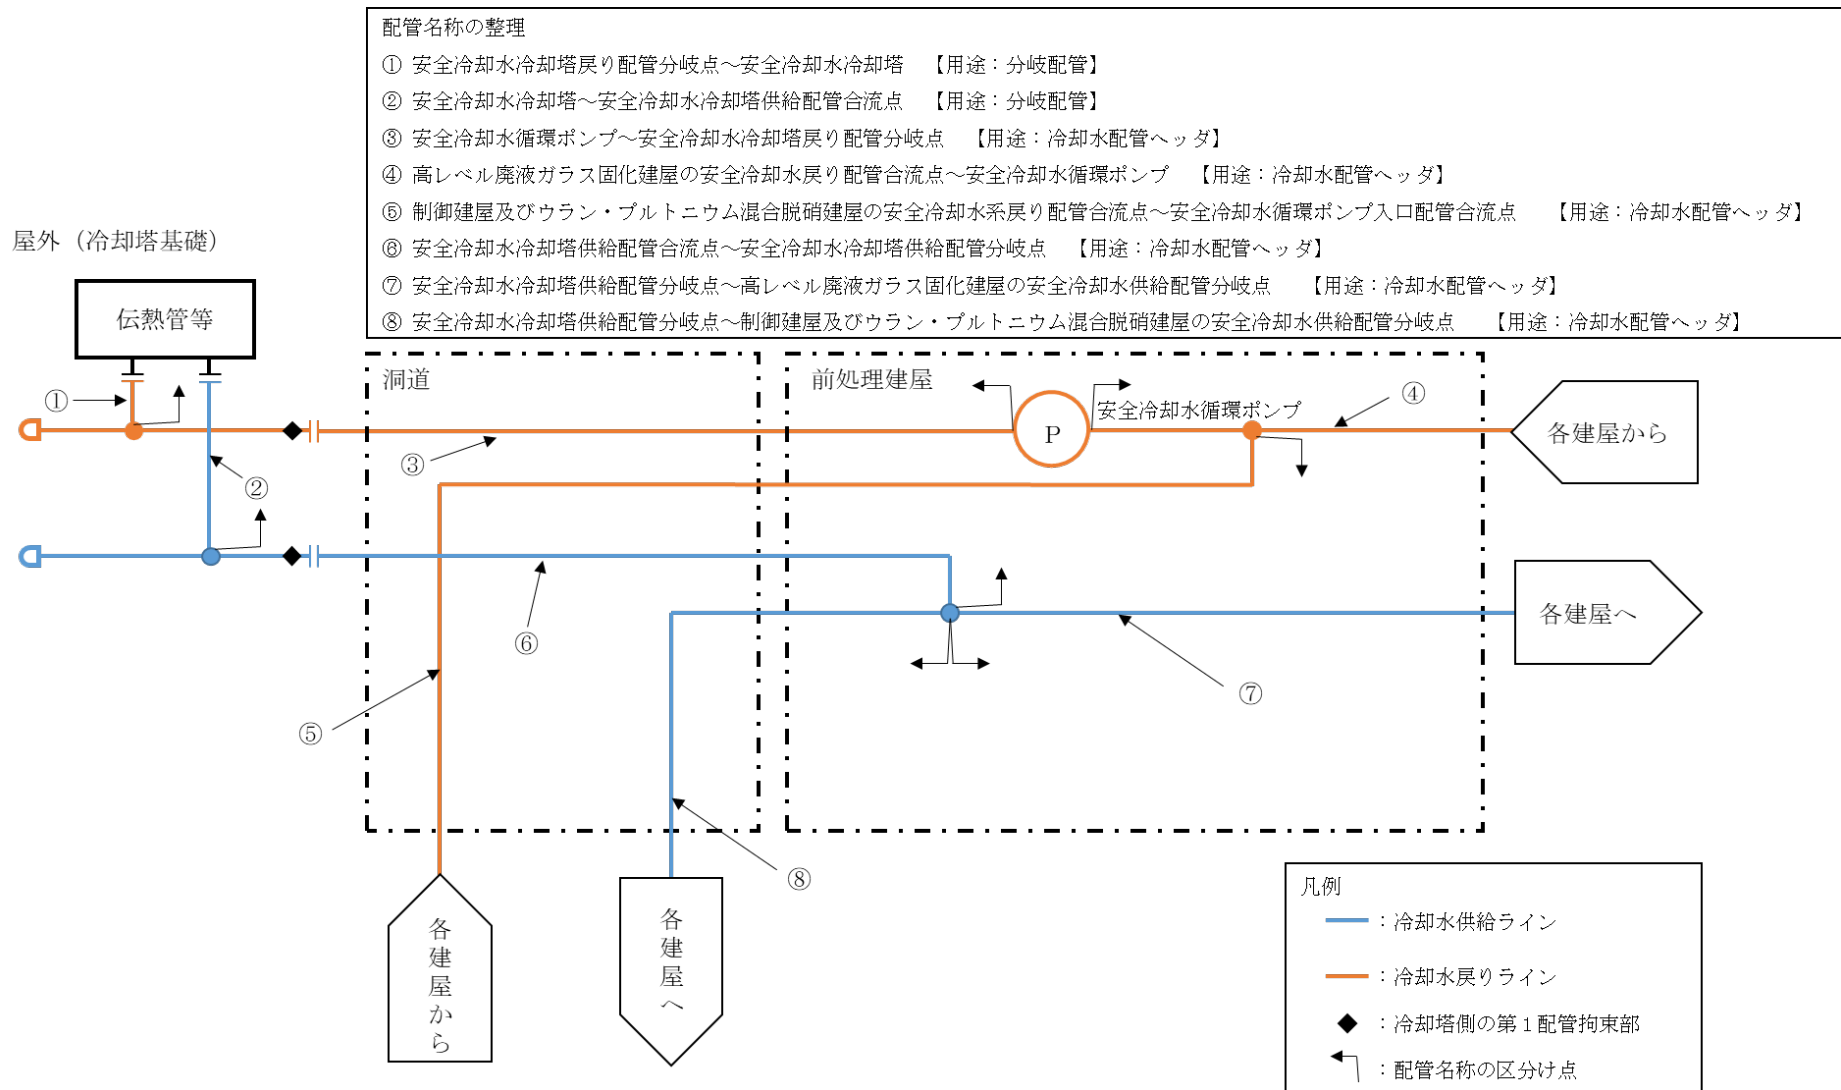 配管名称の整理
① 安全冷却水冷却塔戻り配管分岐点～安全冷却水冷却塔 【用途：分岐配管】
② 安全冷却水冷却塔～安全冷却水冷却塔供給配管合流点 【用途：分岐配管】
③ 安全冷却水循環ポンプ～安全冷却水冷却塔戻り配管分岐点 【用途：冷却水配管ヘッダ】
④ 高レベル廃液ガラス固化建屋の安全冷却水戻り配管合流点～安全冷却水循環ポンプ 【用途：冷却水配管ヘッダ】
⑤ 制御建屋及びウラン・プルトニウム混合脱硝建屋の安全冷却水系戻り配管合流点～安全冷却水循環ポンプ入口配管合流点 【用途：冷却水配管ヘッダ】
⑥ 安全冷却水冷却塔供給配管合流点～安全冷却水冷却塔供給配管分岐点 【用途：冷却水配管ヘッダ】
⑦ 安全冷却水冷却塔供給配管分岐点～高レベル廃液ガラス固化建屋の安全冷却水供給配管分岐点 【用途：冷却水配管ヘッダ】
⑧ 安全冷却水冷却塔供給配管分岐点～制御建屋及びウラン・プルトニウム混合脱硝建屋の安全冷却水供給配管分岐点 【用途：冷却水配管ヘッダ】
屋外（冷却塔基礎）
伝熱管等
洞道
前処理建屋
①
安全冷却水循環ポンプ
④
P
各建屋から
③
②
⑥
各建屋へ
⑤
⑦
⑧
各建屋から
各建屋へ
凡例
：冷却水供給ライン
：冷却水戻りライン
：冷却塔側の第１配管拘束部
：配管名称の区分け点